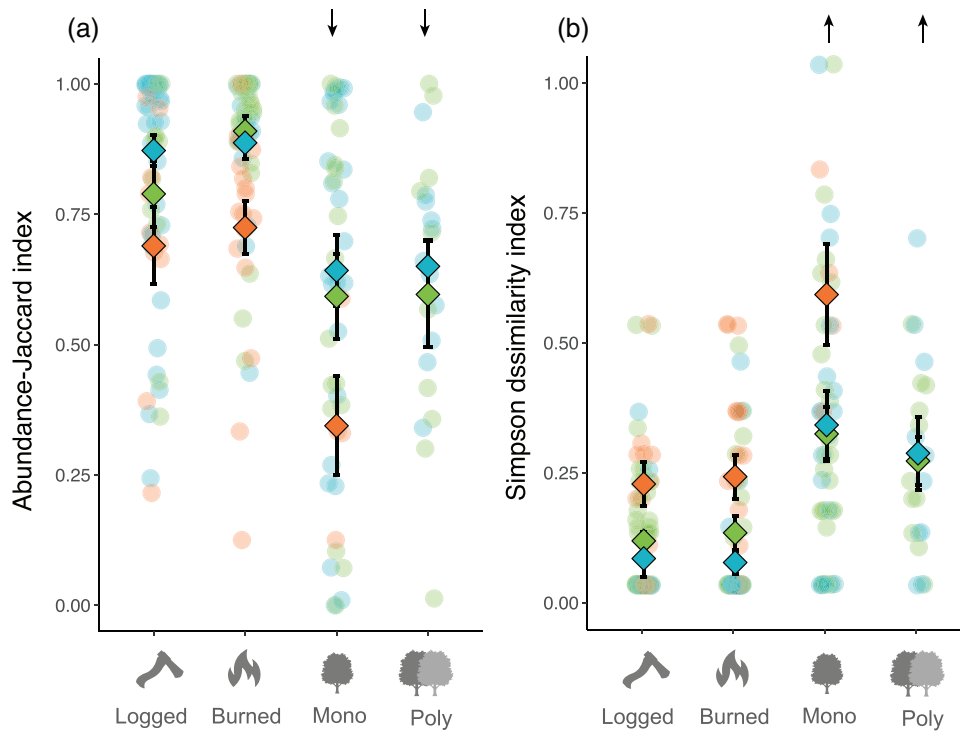 (a)
Abundance-Jaccard index
1.00
0.75
0.50
0.25
0.00
Logged Burned Mono Poly
(b)
Simpson dssimilarity index
1.00
0.75
0.50
0.25
0.00
Logged Burned Mono Poly